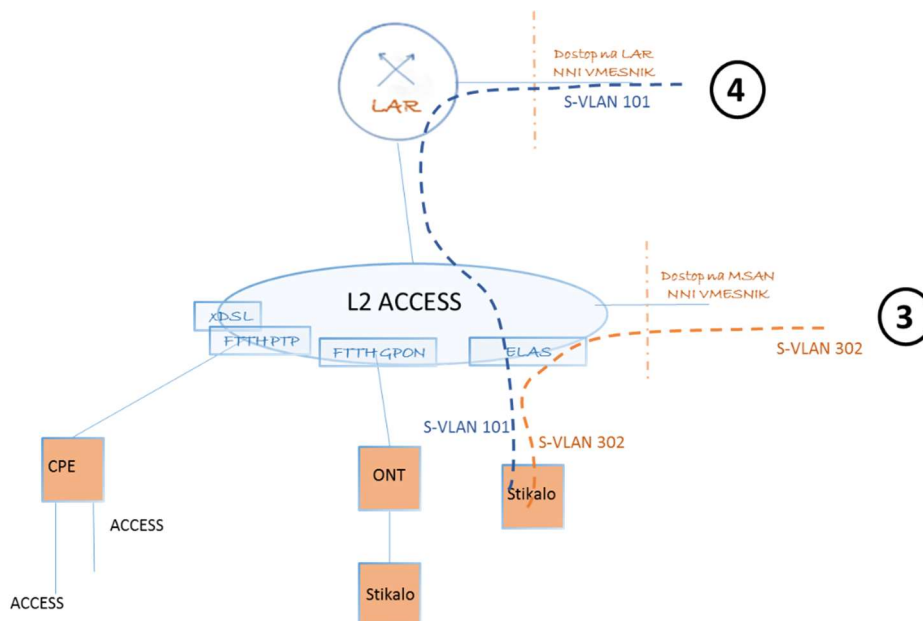 Dostop na LAR
NNI VMESNIK
S-VLAN 101
4
LAR
L2 ACCESS
Dostop na MSAN
NNI VMESNIK
3
S-VLAN 302
xDSL
FTTH PTP
FTTH GPON
ELAS
S-VLAN 101
S-VLAN 302
CPE
ONT
Stikalo
ACCESS
ACCESS
Stikalo